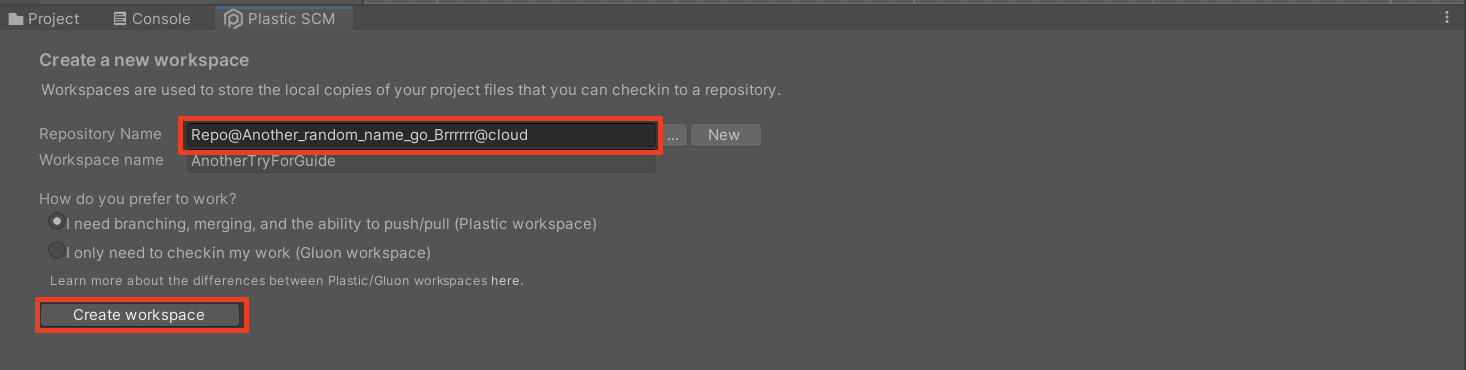 Project Console Plastic SCM
Create a new workspace
Workspaces are used to store the local copies of your project files that you can checkin to a repository.
Repository Name Repo@Another_random_name_go_Brrrrrr@cloud ... New
Workspace name AnotherTryForGuide
How do you prefer to work?
I need branching, merging, and the ability to push/pull (Plastic workspace)
I only need to checkin my work (Gluon workspace)
Learn more about the differences between Plastic/Gluon workspaces here.
Create workspace